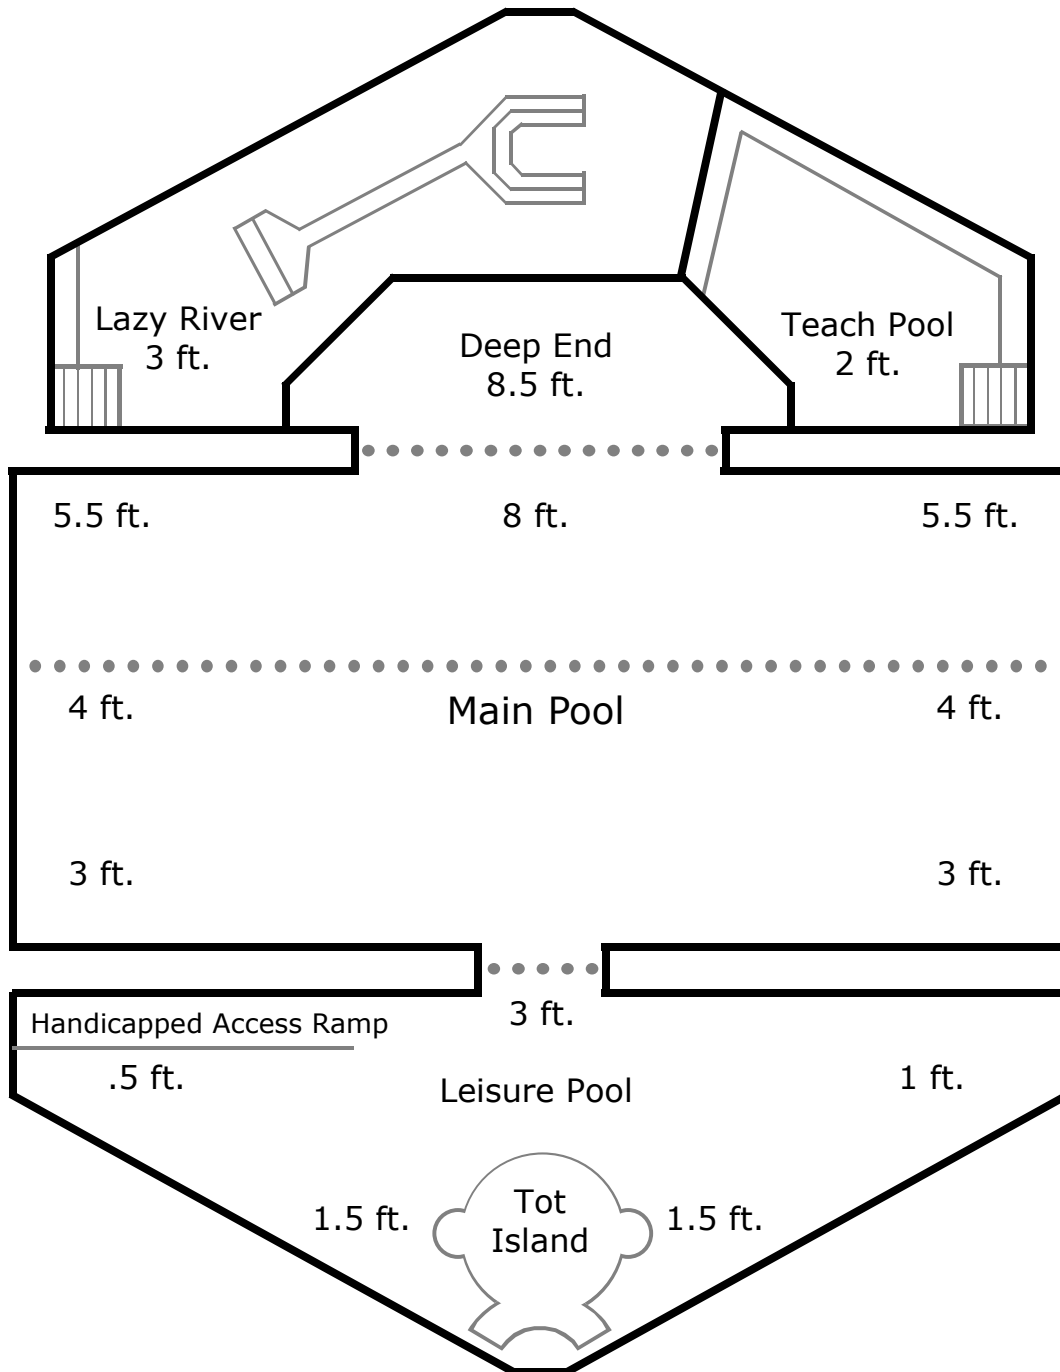 Lazy River
3 ft.
Deep End
8.5 ft.
Teach Pool
2 ft.
5.5 ft.
8 ft.
5.5 ft.
4 ft.
Main Pool
4 ft.
3 ft.
3 ft.
3 ft.
Handicapped Access Ramp
.5 ft.
Leisure Pool
1 ft.
1.5 ft.
Tot
Island
1.5 ft.